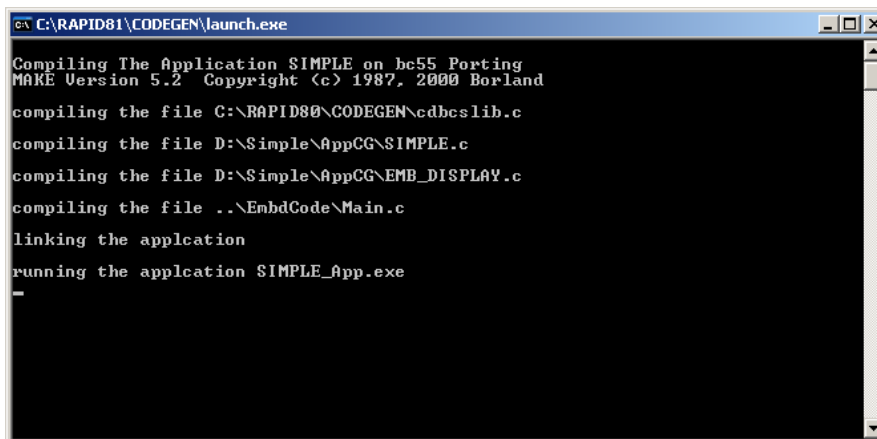 C:\RAPID81\CODEGEN\launch.exe
Compiling The Application SIMPLE on bc55 Porting
MAKE Version 5.2  Copyright (c) 1987, 2000 Borland
compiling the file C:\RAPID80\CODEGEN\cdbcslib.c
compiling the file D:\Simple\AppCG\SIMPLE.c
compiling the file D:\Simple\AppCG\EMB_DISPLAY.c
compiling the file ..\EmbdCode\Main.c
linking the applcation
running the applcation SIMPLE_App.exe